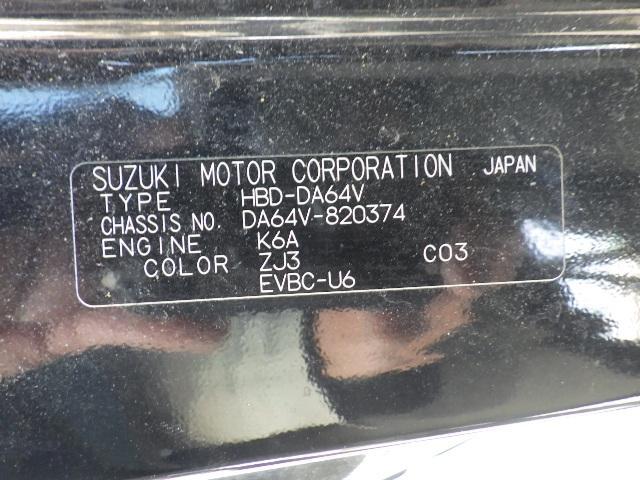 SUZUKI MOTOR CORPORATION JAPAN
TYPE HBD-DA64V
CHASSIS NO. DA64V-820374
ENGINE K6A
COLOR ZJ3 C03
EVBC-U6